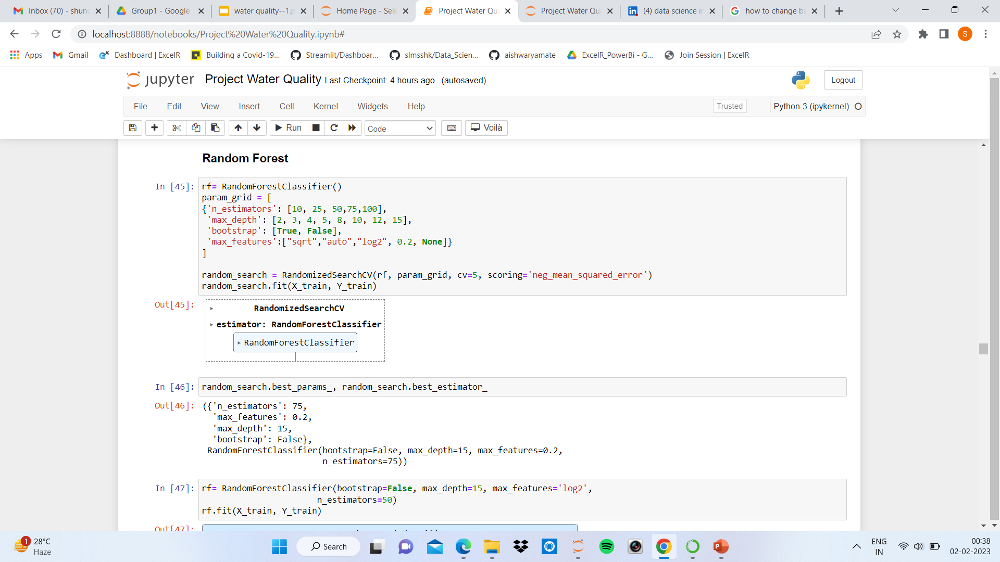 Inbox (70) - shun
Group1 - Google
water quality--1.p
Home Page - Sele
Project Water Qu
Project Water Qu
(4) data science in
how to change ba
localhost:8888/notebooks/Project%20Water%20Quality.ipynb#
S
Apps
Gmail
Dashboard | ExcelR
Building a Covid-19...
Streamlit/Dashboar...
slmsshk/Data_Scien...
aishwaryamate
ExcelR_PowerBi - G...
Join Session | ExcelR
jupyter Project Water Quality Last Checkpoint: 4 hours ago (autosaved)
Logout
File Edit View Insert Cell Kernel Widgets Help
Trusted
Python 3 (ipykernel)
Run
Code
Voilà
Random Forest
In [45]: rf= RandomForestClassifier()
param_grid = [
{'n_estimators': [10, 25, 50,75,100],
'max_depth': [2, 3, 4, 5, 8, 10, 12, 15],
'bootstrap': [True, False],
'max_features':["sqrt","auto","log2", 0.2, None]}
]
random_search = RandomizedSearchCV(rf, param_grid, cv=5, scoring='neg_mean_squared_error')
random_search.fit(X_train, Y_train)
Out[45]:
RandomizedSearchCV
estimator: RandomForestClassifier
RandomForestClassifier
In [46]: random_search.best_params_, random_search.best_estimator_
Out[46]: ({'n_estimators': 75,
'max_features': 0.2,
'max_depth': 15,
'bootstrap': False},
RandomForestClassifier(bootstrap=False, max_depth=15, max_features=0.2,
n_estimators=75))
In [47]: rf= RandomForestClassifier(bootstrap=False, max_depth=15, max_features='log2',
n_estimators=50)
rf.fit(X_train, Y_train)
Out[47]:
1
28°C
Haze
Search
ENG
IN
00:38
02-02-2023